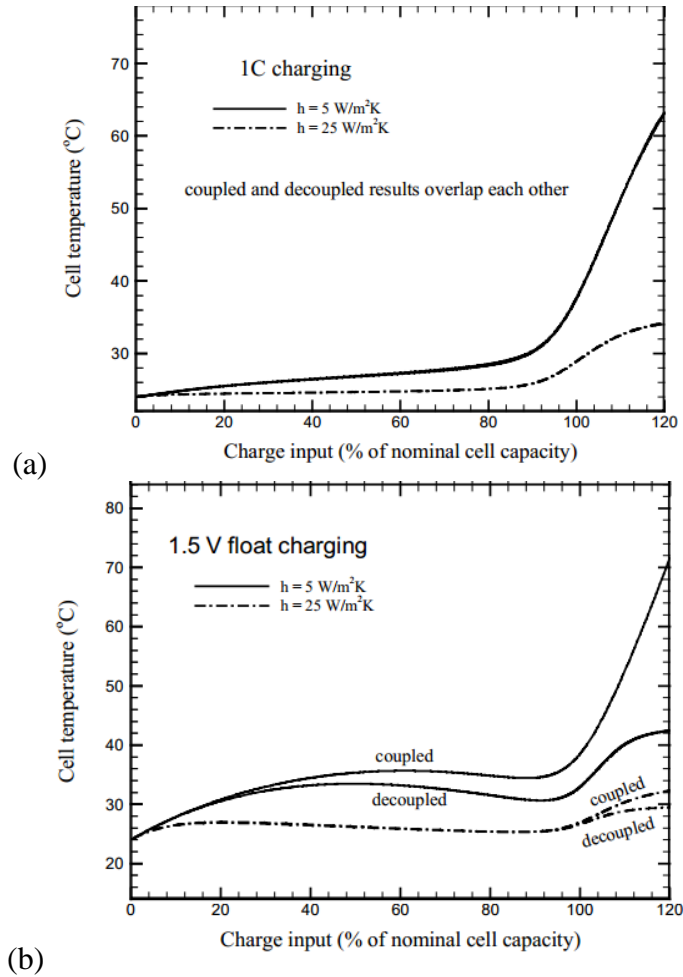 70
60
50
40
30
0
20
40
60
80
100
120
1C charging
h = 5 W/m²K
h = 25 W/m²K
coupled and decoupled results overlap each other
Cell temperature (°C)
Charge input (% of nominal cell capacity)
(a)
80
70
60
50
40
30
20
0
20
40
60
80
100
120
1.5 V float charging
h = 5 W/m²K
h = 25 W/m²K
coupled
decoupled
coupled
decoupled
Cell temperature (°C)
Charge input (% of nominal cell capacity)
(b)